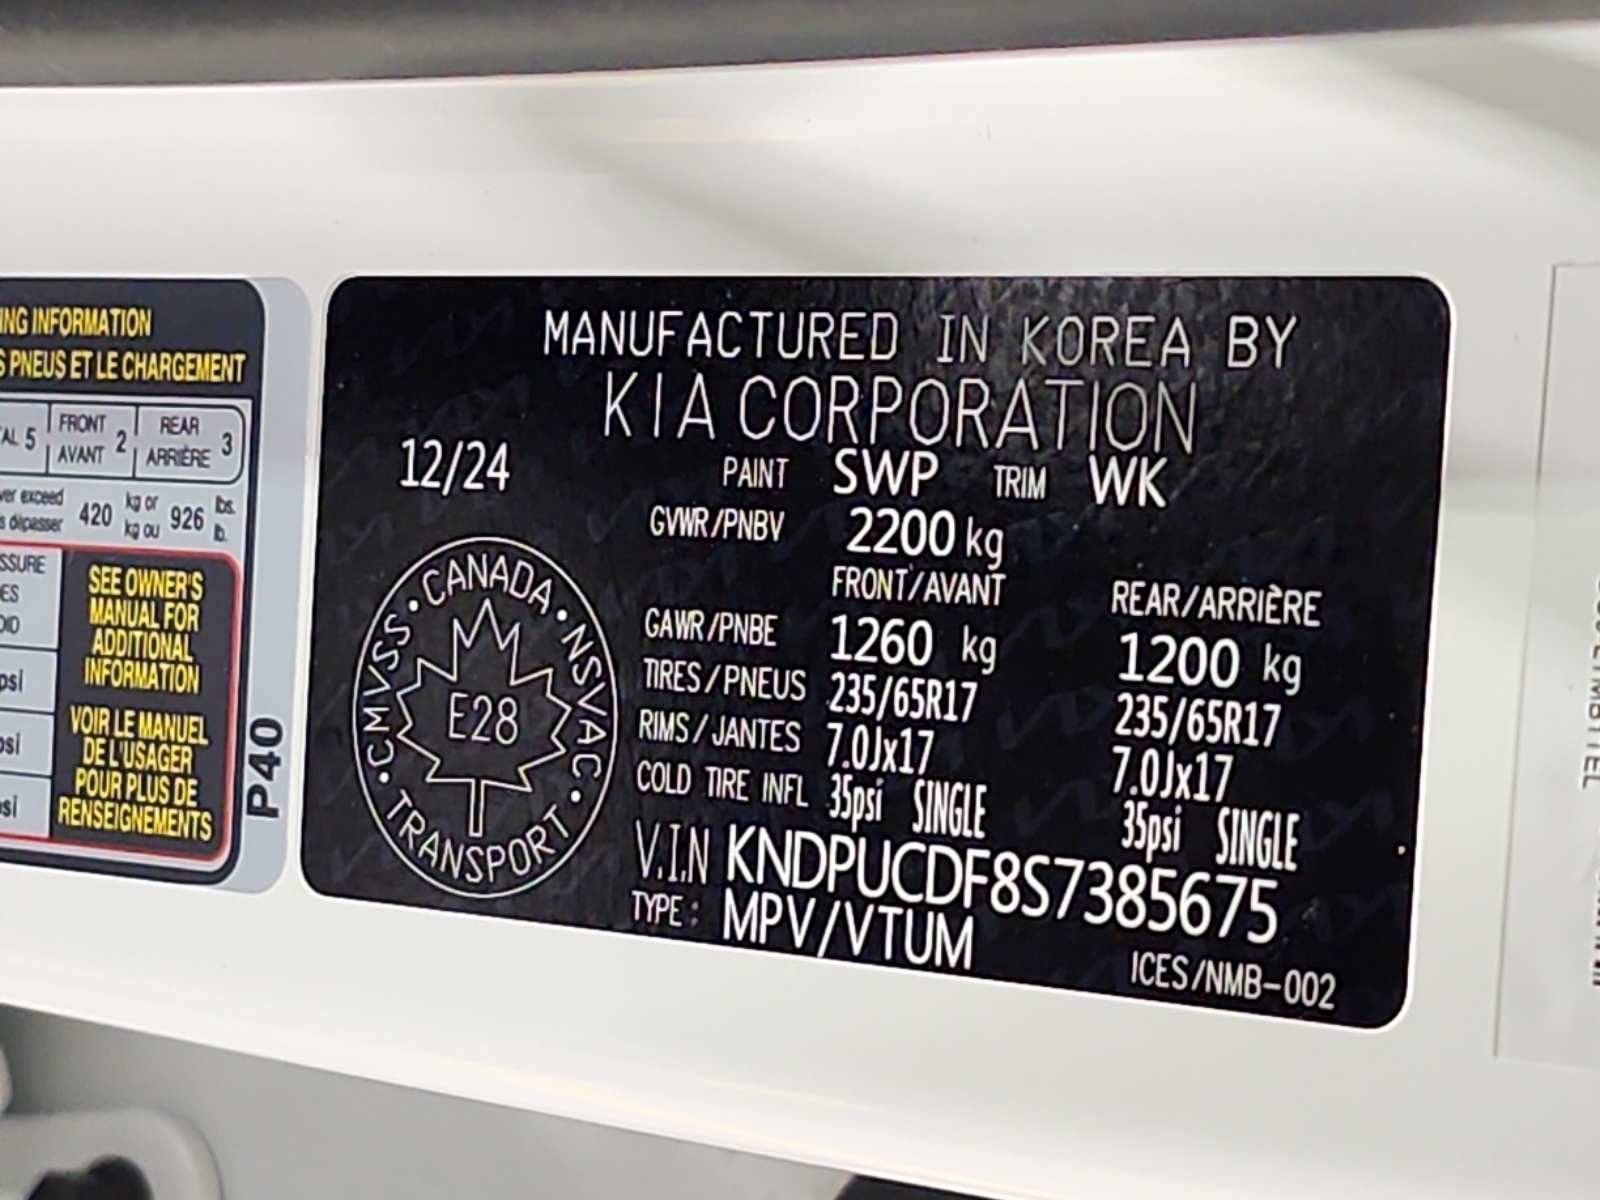 ING INFORMATION
S PNEUS ET LE CHARGEMENT
AL 5 FRONT AVANT 2 REAR ARRIÈRE 3
ver exceed
s dépasser 420 kg or kg ou 926 lbs. lb.
SSURE
ES
OID
psi
psi
psi
SEE OWNER'S
MANUAL FOR
ADDITIONAL
INFORMATION
VOIR LE MANUEL
DE L'USAGER
POUR PLUS DE
RENSEIGNEMENTS
P40
MANUFACTURED IN KOREA BY
KIA CORPORATION
12/24 PAINT SWP TRIM WK
GVWR/PNBV 2200 kg
FRONT/AVANT REAR/ARRIÈRE
GAWR/PNBE 1260 kg 1200 kg
TIRES/PNEUS 235/65R17 235/65R17
RIMS/JANTES 7.0Jx17 7.0Jx17
COLD TIRE INFL 35psi SINGLE 35psi SINGLE
V.I.N KNDPUCDF8S7385675
TYPE: MPV/VTUM
ICES/NMB-002
CANADA
CMVSS
NSVAC
E28
TRANSPORT